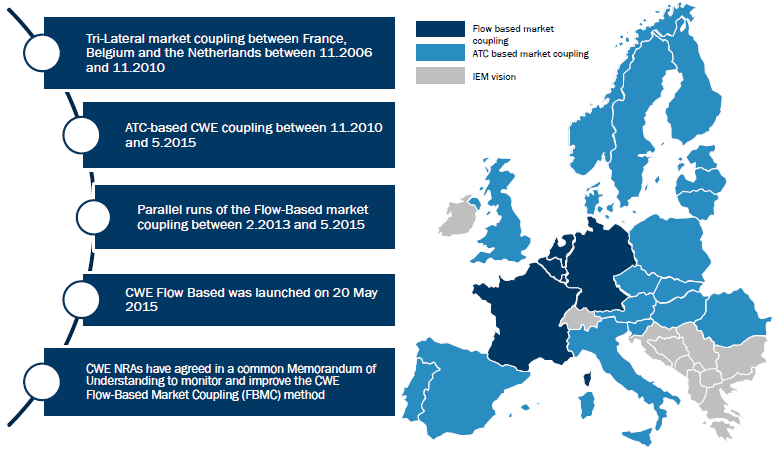 Tri-Lateral market coupling between France,
Belgium and the Netherlands between 11.2006
and 11.2010
ATC-based CWE coupling between 11.2010
and 5.2015
Parallel runs of the Flow-Based market
coupling between 2.2013 and 5.2015
CWE Flow Based was launched on 20 May
2015
CWE NRAs have agreed in a common Memorandum of
Understanding to monitor and improve the CWE
Flow-Based Market Coupling (FBMC) method
Flow based market
coupling
ATC based market coupling
IEM vision